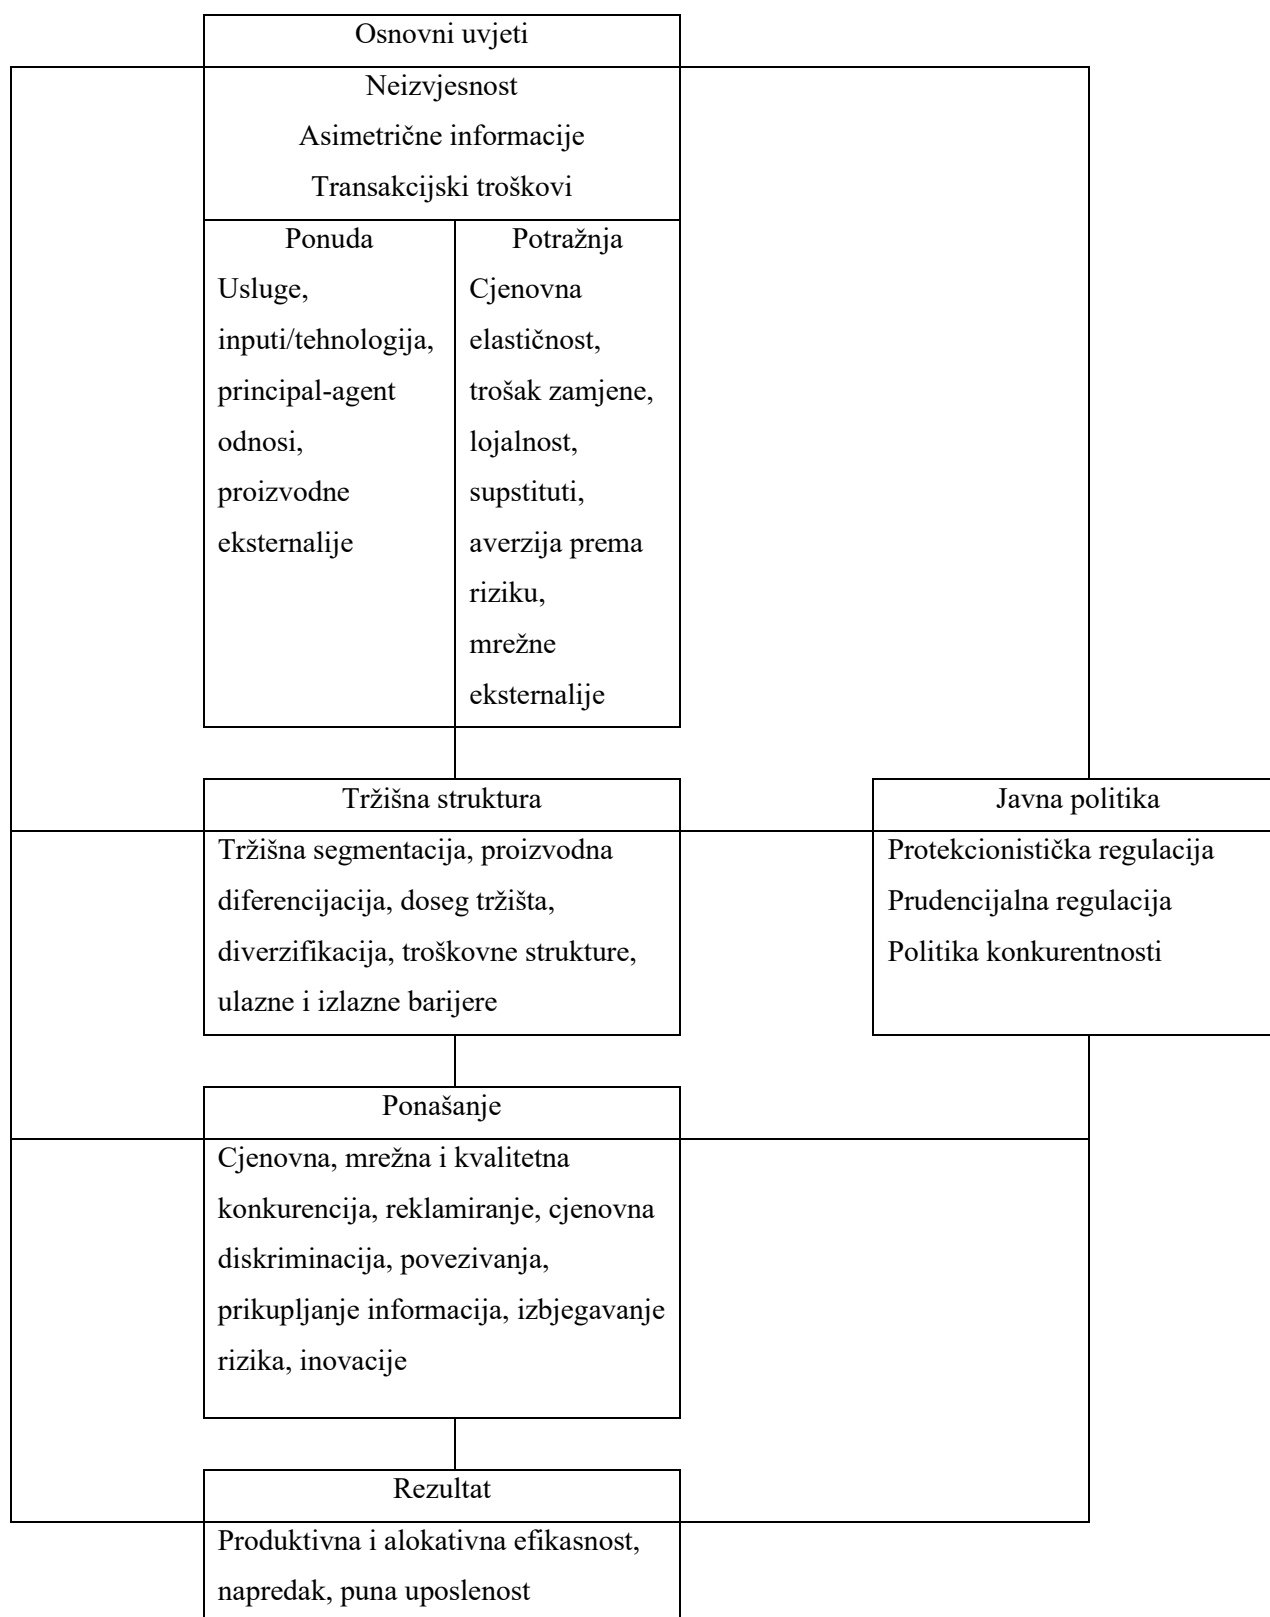 Osnovni uvjeti
Neizvjesnost
Asimetrične informacije
Transakcijski troškovi
Ponuda
Usluge,
inputi/tehnologija,
principal-agent
odnosi,
proizvodne
eksternalije
Potražnja
Cjenovna
elastičnost,
trošak zamjene,
lojalnost,
supstituti,
averzija prema
riziku,
mrežne
eksternalije
Tržišna struktura
Tržišna segmentacija, proizvodna
diferencijacija, doseg tržišta,
diverzifikacija, troškovne strukture,
ulazne i izlazne barijere
Javna politika
Protekcionistička regulacija
Prudencijalna regulacija
Politika konkurentnosti
Ponašanje
Cjenovna, mrežna i kvalitetna
konkurencija, reklamiranje, cjenovna
diskriminacija, povezivanja,
prikupljanje informacija, izbjegavanje
rizika, inovacije
Rezultat
Produktivna i alokativna efikasnost,
napredak, puna uposlenost